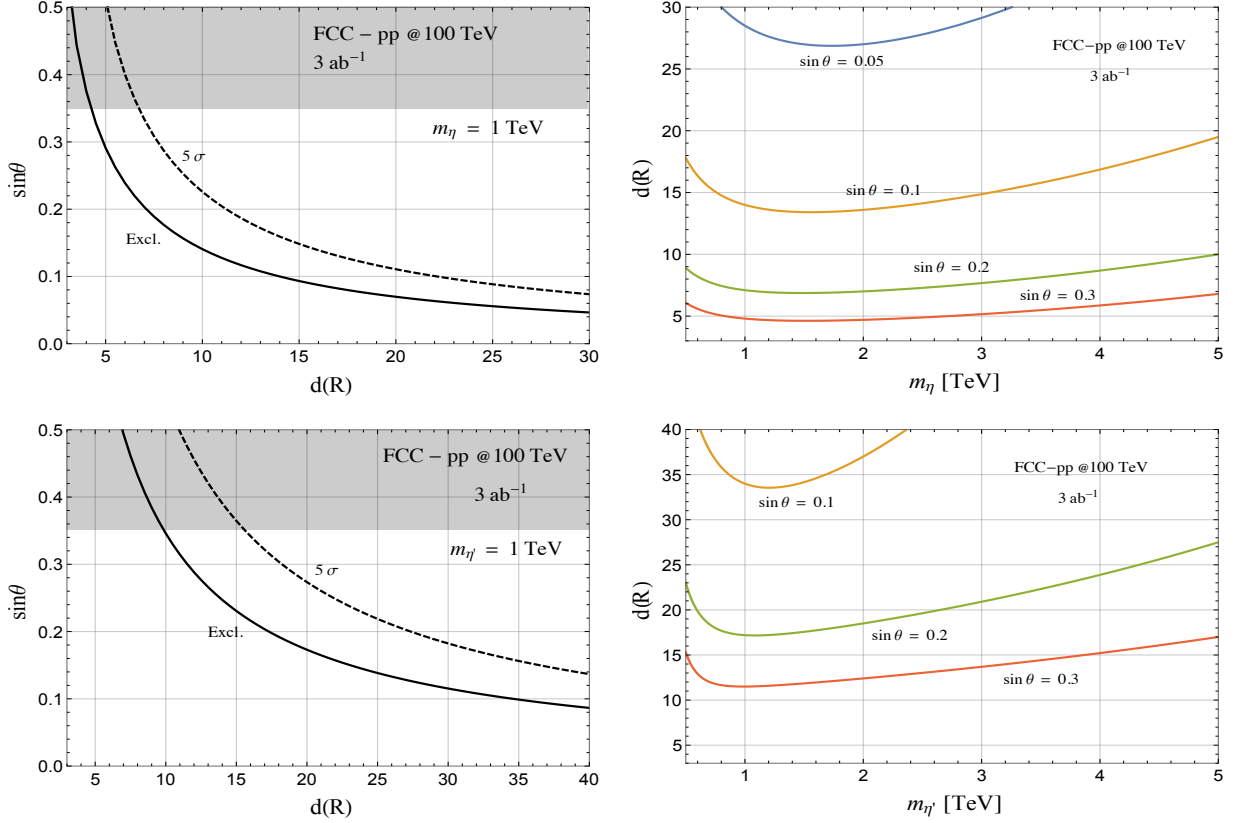 0.5
0.4
0.3
0.2
0.1
0.0
sinθ
FCC − pp @100 TeV
3 ab⁻¹
mη = 1 TeV
5 σ
Excl.
5 10 15 20 25 30
d(R)
30
25
20
15
10
5
d(R)
FCC−pp @100 TeV
3 ab⁻¹
sin θ = 0.05
sin θ = 0.1
sin θ = 0.2
sin θ = 0.3
1 2 3 4 5
mη [TeV]
0.5
0.4
0.3
0.2
0.1
0.0
sinθ
FCC − pp @100 TeV
3 ab⁻¹
mη′ = 1 TeV
5 σ
Excl.
5 10 15 20 25 30 35 40
d(R)
40
35
30
25
20
15
10
5
d(R)
FCC−pp @100 TeV
3 ab⁻¹
sin θ = 0.1
sin θ = 0.2
sin θ = 0.3
1 2 3 4 5
mη′ [TeV]